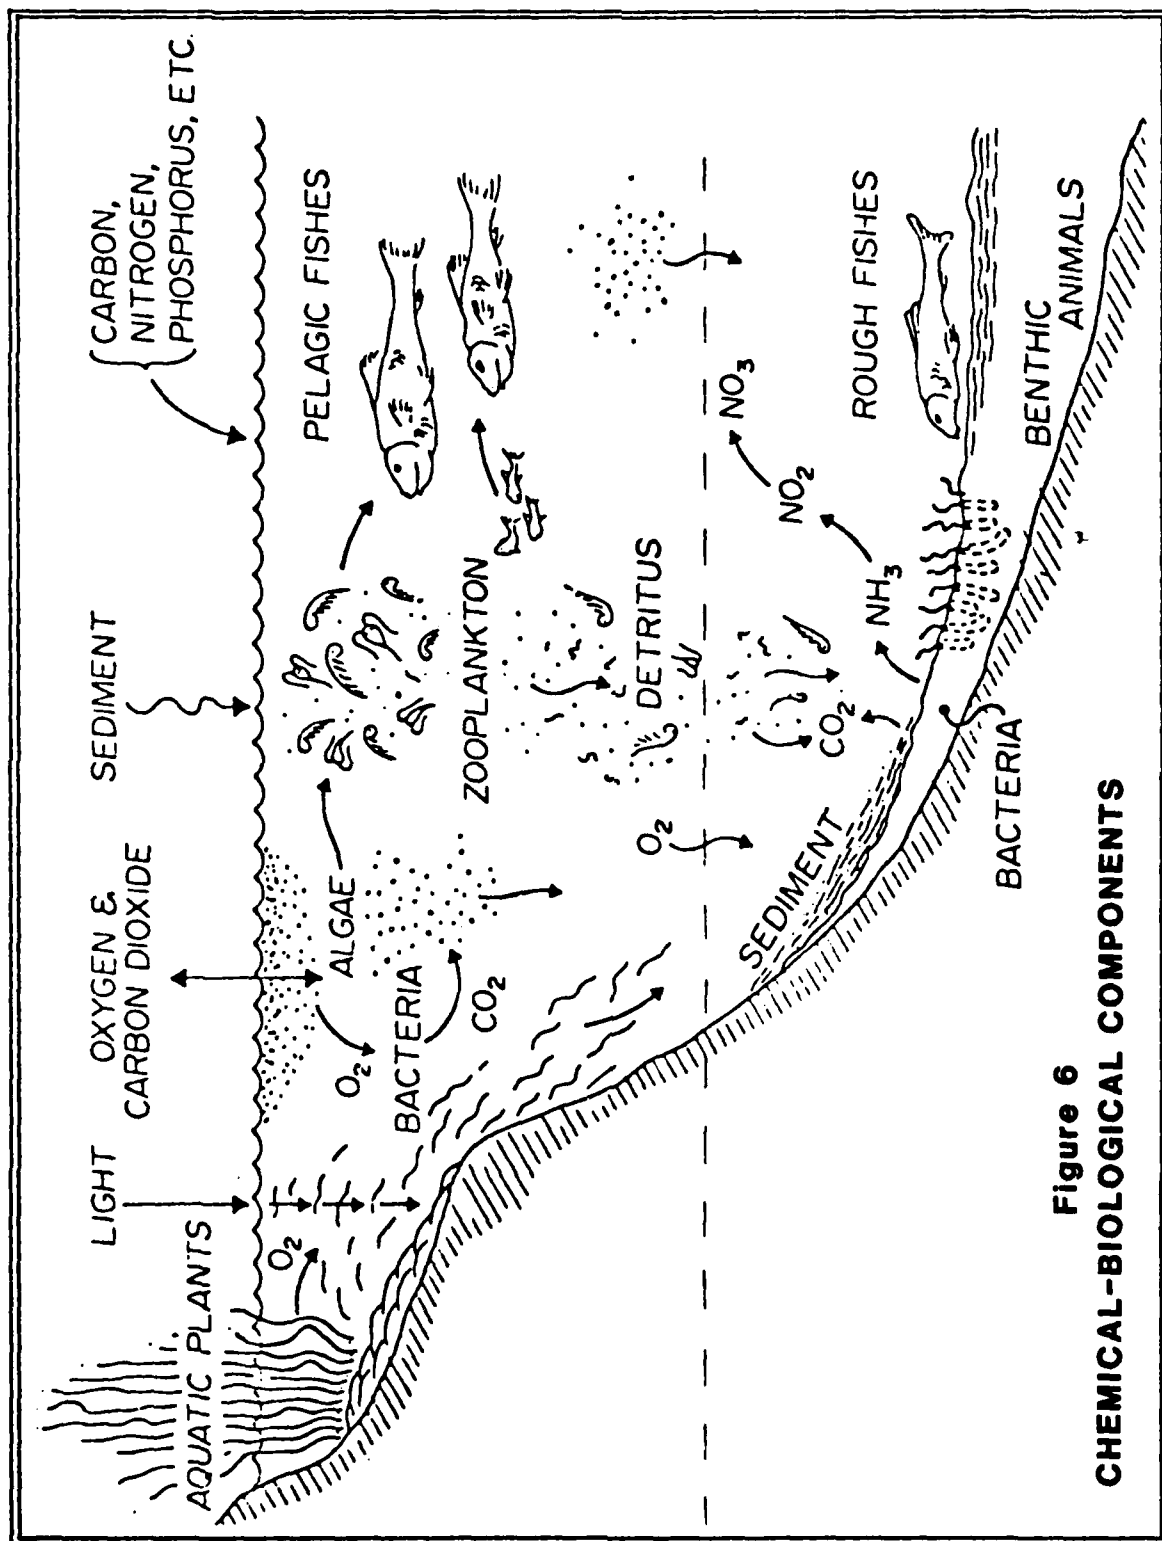 CARBON,
NITROGEN,
PHOSPHORUS, ETC.
SEDIMENT
OXYGEN &
CARBON DIOXIDE
LIGHT
AQUATIC PLANTS
O2
PELAGIC FISHES
ALGAE
O2
BACTERIA
CO2
ZOOPLANKTON
DETRITUS
O2
NO3
NO2
NH3
CO2
ROUGH FISHES
SEDIMENT
BENTHIC
ANIMALS
BACTERIA
Figure 6
CHEMICAL-BIOLOGICAL COMPONENTS